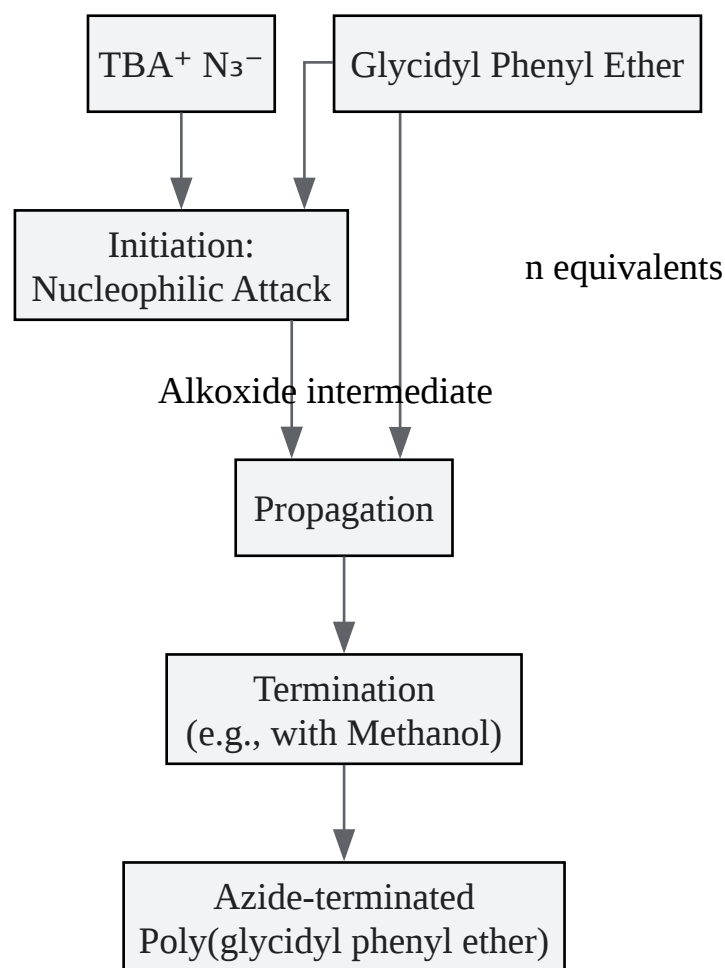 TBA⁺ N₃⁻
Glycidyl Phenyl Ether
Initiation:
Nucleophilic Attack
n equivalents
Alkoxide intermediate
Propagation
Termination
(e.g., with Methanol)
Azide-terminated
Poly(glycidyl phenyl ether)